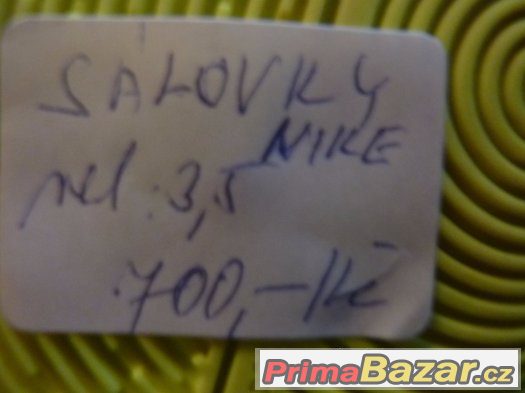 SÁLOVKY
NIKE
vel. 3,5
700,- Kč
PrimaBazar.cz